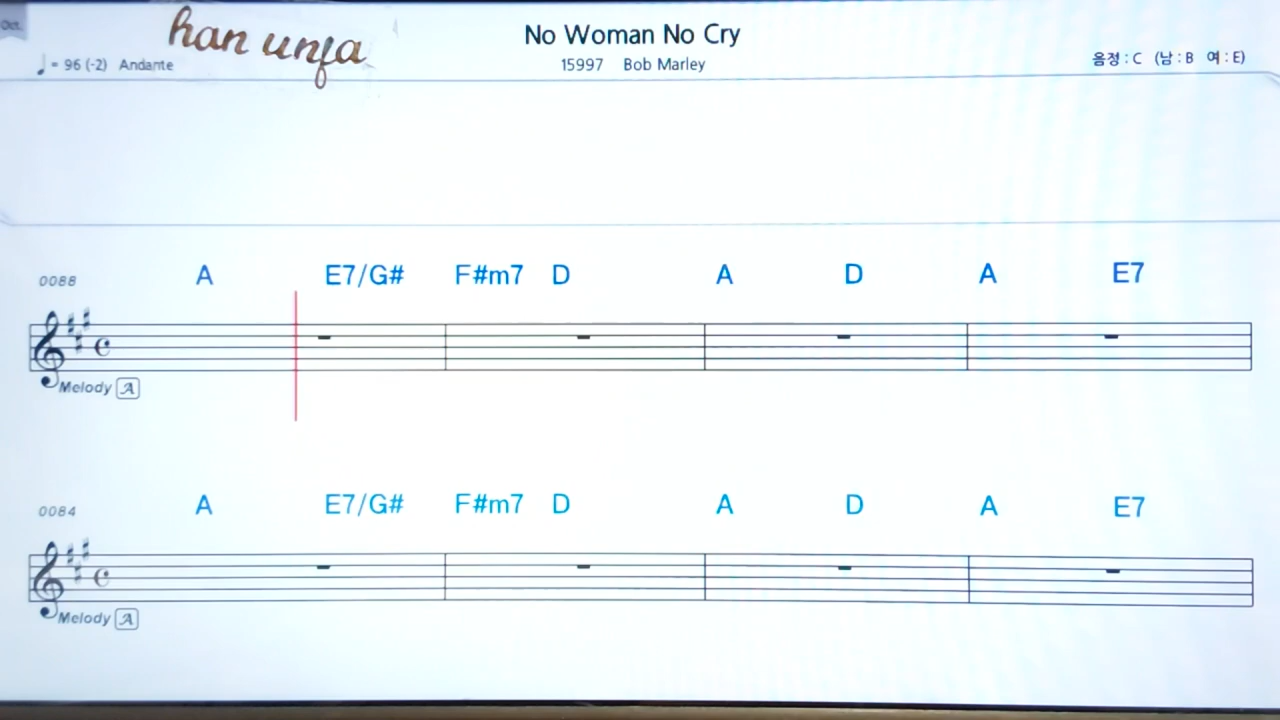 Oct.
han unfa
No Woman No Cry
♩ = 96 (-2) Andante
15997 Bob Marley
음정 : C (남 : B 여 : E)
0088
A E7/G# F#m7 D A D A E7
Melody A
0084
A E7/G# F#m7 D A D A E7
Melody A